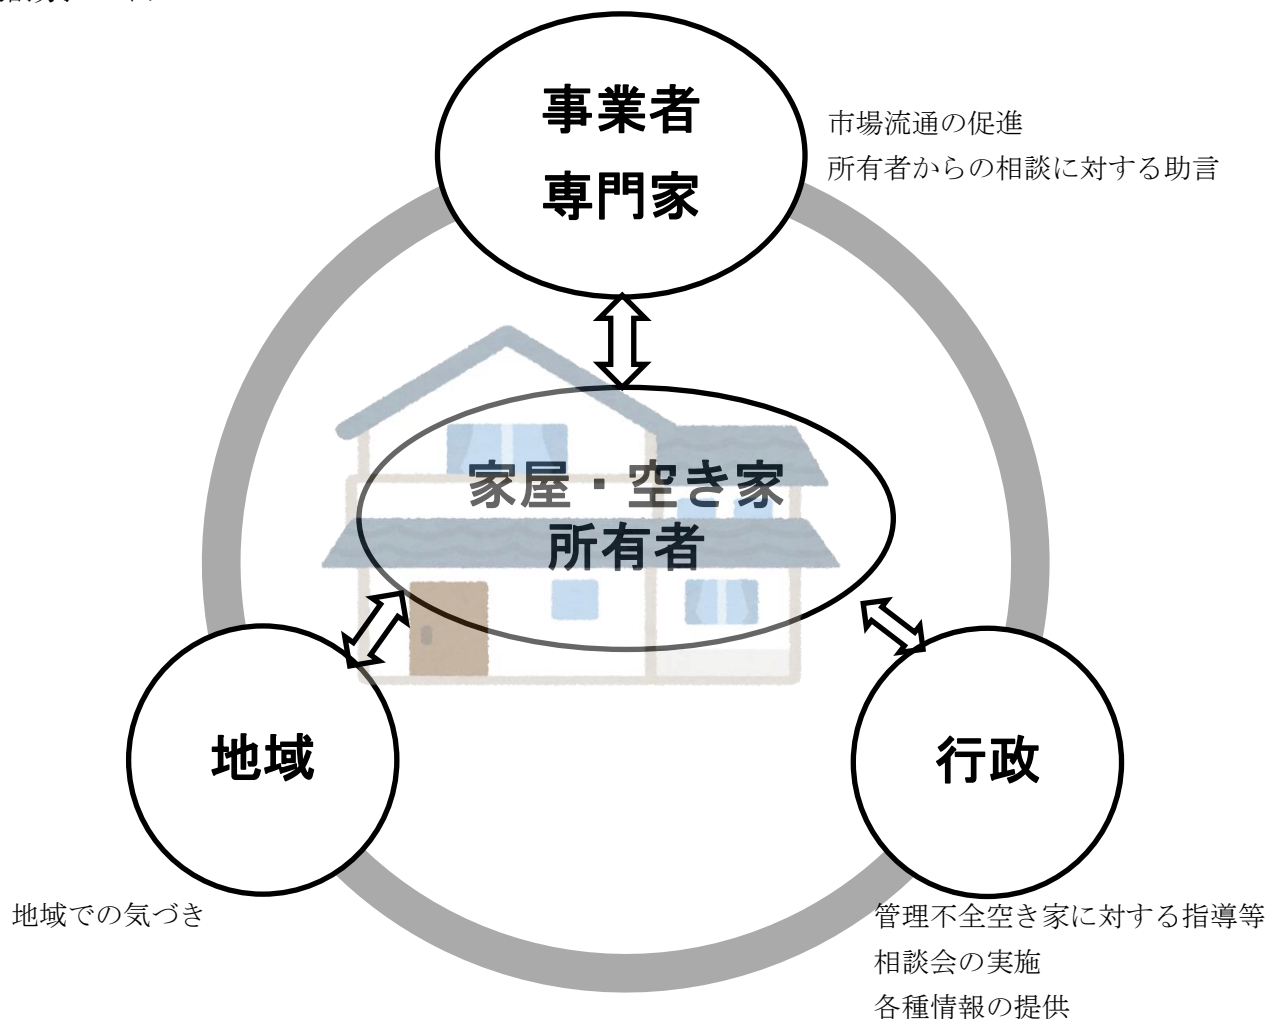 事業者
専門家
市場流通の促進
所有者からの相談に対する助言
家屋・空き家
所有者
地域
行政
地域での気づき
管理不全空き家に対する指導等
相談会の実施
各種情報の提供